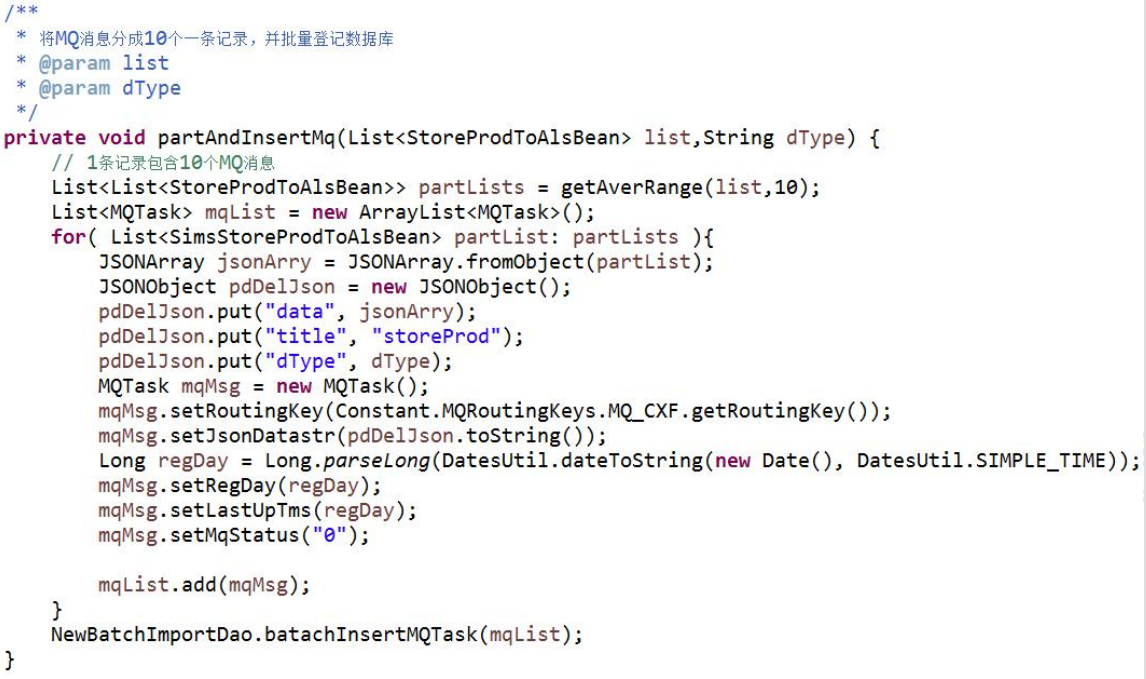 /**
 * 将MQ消息分成10个一条记录，并批量登记数据库
 * @param list
 * @param dType
 */
private void partAndInsertMq(List<StoreProdToAlsBean> list,String dType) {
    // 1条记录包含10个MQ消息
    List<List<StoreProdToAlsBean>> partLists = getAverRange(list,10);
    List<MQTask> mqList = new ArrayList<MQTask>();
    for( List<SimsStoreProdToAlsBean> partList: partLists ){
        JSONArray jsonArry = JSONArray.fromObject(partList);
        JSONObject pdDelJson = new JSONObject();
        pdDelJson.put("data", jsonArry);
        pdDelJson.put("title", "storeProd");
        pdDelJson.put("dType", dType);
        MQTask mqMsg = new MQTask();
        mqMsg.setRoutingKey(Constant.MQRoutingKeys.MQ_CXF.getRoutingKey());
        mqMsg.setJsonDatastr(pdDelJson.toString());
        Long regDay = Long.parseLong(DatesUtil.dateToString(new Date(), DatesUtil.SIMPLE_TIME));
        mqMsg.setRegDay(regDay);
        mqMsg.setLastUpTms(regDay);
        mqMsg.setMqStatus("0");

        mqList.add(mqMsg);
    }
    NewBatchImportDao.batachInsertMQTask(mqList);
}